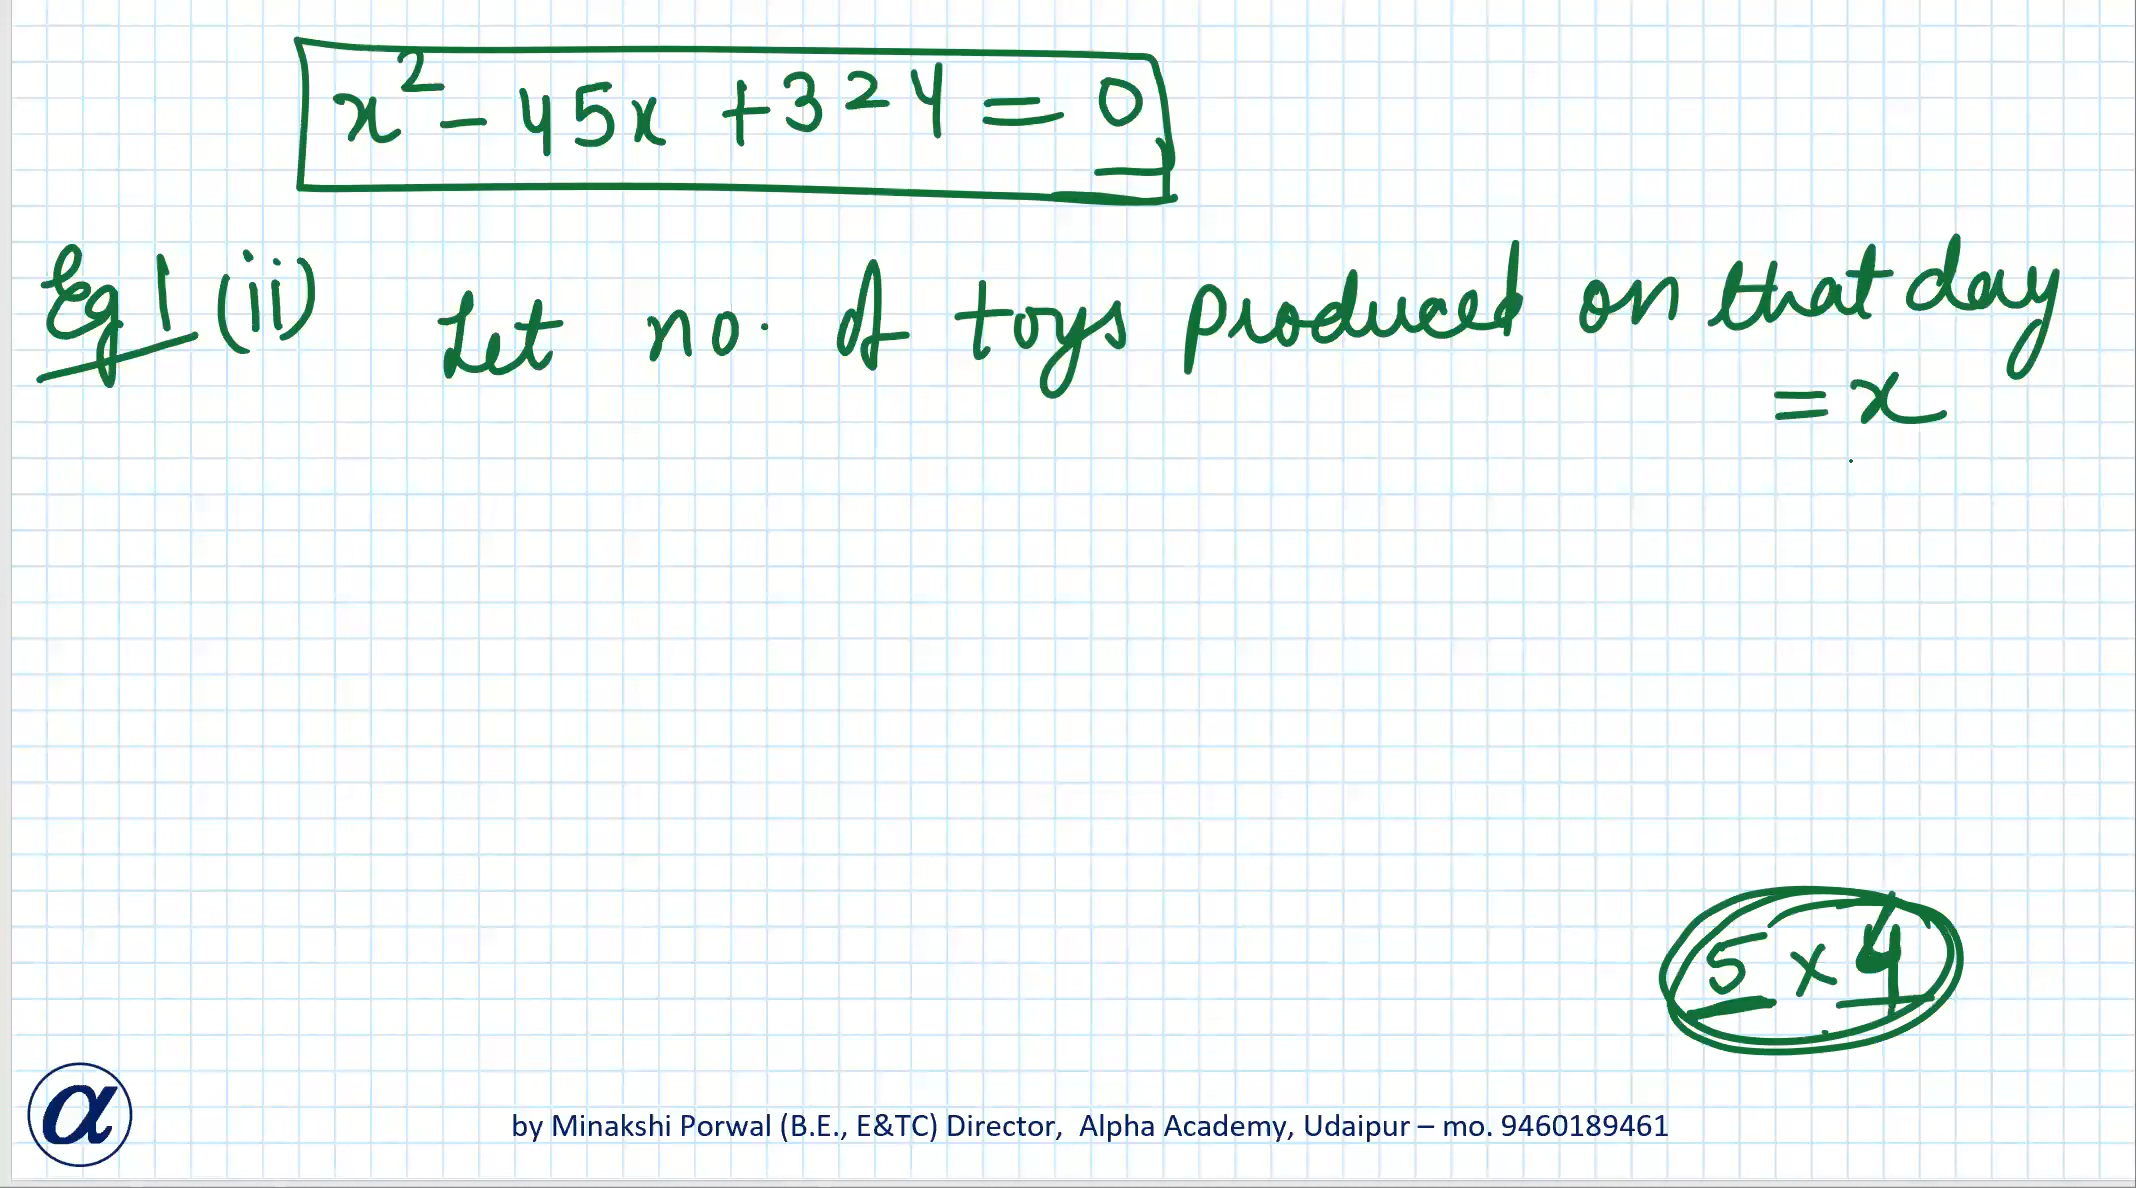 x² - 45x + 324 = 0
Eg 1 (ii) Let no. of toys produced on that day
= x
5 x 4
α
by Minakshi Porwal (B.E., E&TC) Director, Alpha Academy, Udaipur – mo. 9460189461